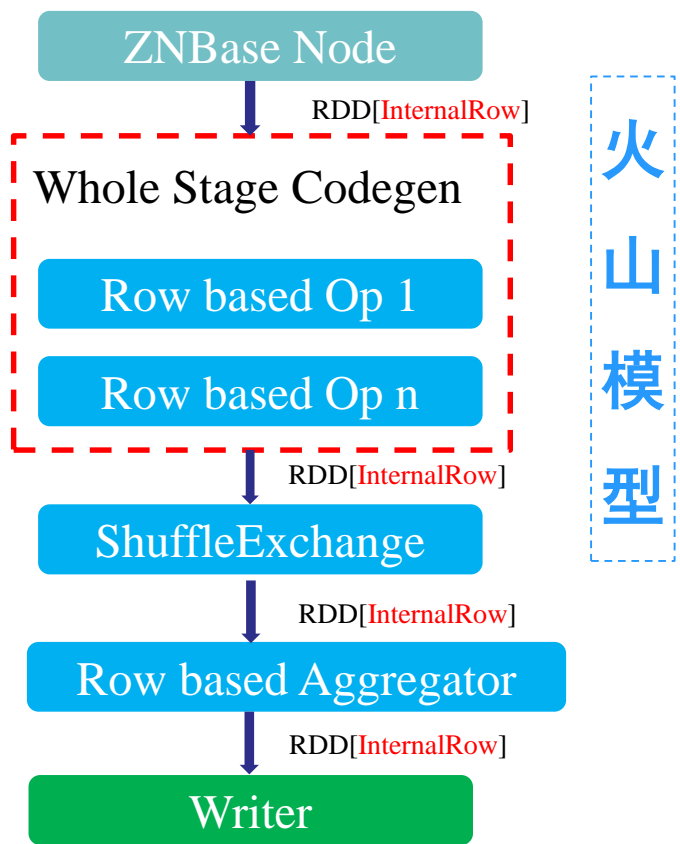 ZNBase Node
RDD[InternalRow]
Whole Stage Codegen
Row based Op 1
Row based Op n
RDD[InternalRow]
ShuffleExchange
RDD[InternalRow]
Row based Aggregator
RDD[InternalRow]
Writer
火山模型